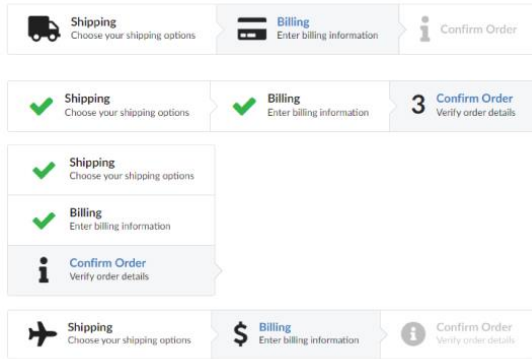 Shipping
Choose your shipping options
Billing
Enter billing information
Confirm Order
Shipping
Choose your shipping options
Billing
Enter billing information
3
Confirm Order
Verify order details
Shipping
Choose your shipping options
Billing
Enter billing information
Confirm Order
Verify order details
Shipping
Choose your shipping options
$
Billing
Enter billing information
Confirm Order
Verify order details